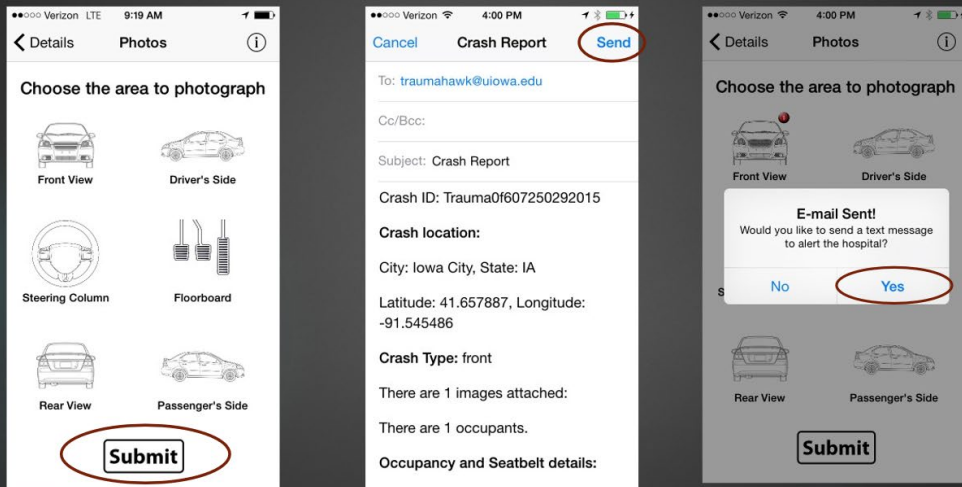 Verizon LTE 9:19 AM
Details Photos
Choose the area to photograph
Front View Driver's Side
Steering Column Floorboard
Rear View Passenger's Side
Submit
Verizon 4:00 PM
Cancel Crash Report Send
To: traumahawk@uiowa.edu
Cc/Bcc:
Subject: Crash Report
Crash ID: Trauma0f607250292015
Crash location:
City: Iowa City, State: IA
Latitude: 41.657887, Longitude:
-91.545486
Crash Type: front
There are 1 images attached:
There are 1 occupants.
Occupancy and Seatbelt details:
Verizon 4:00 PM
Details Photos
Choose the area to photograph
Front View Driver's Side
E-mail Sent!
Would you like to send a text message
to alert the hospital?
No Yes
S
Rear View Passenger's Side
Submit